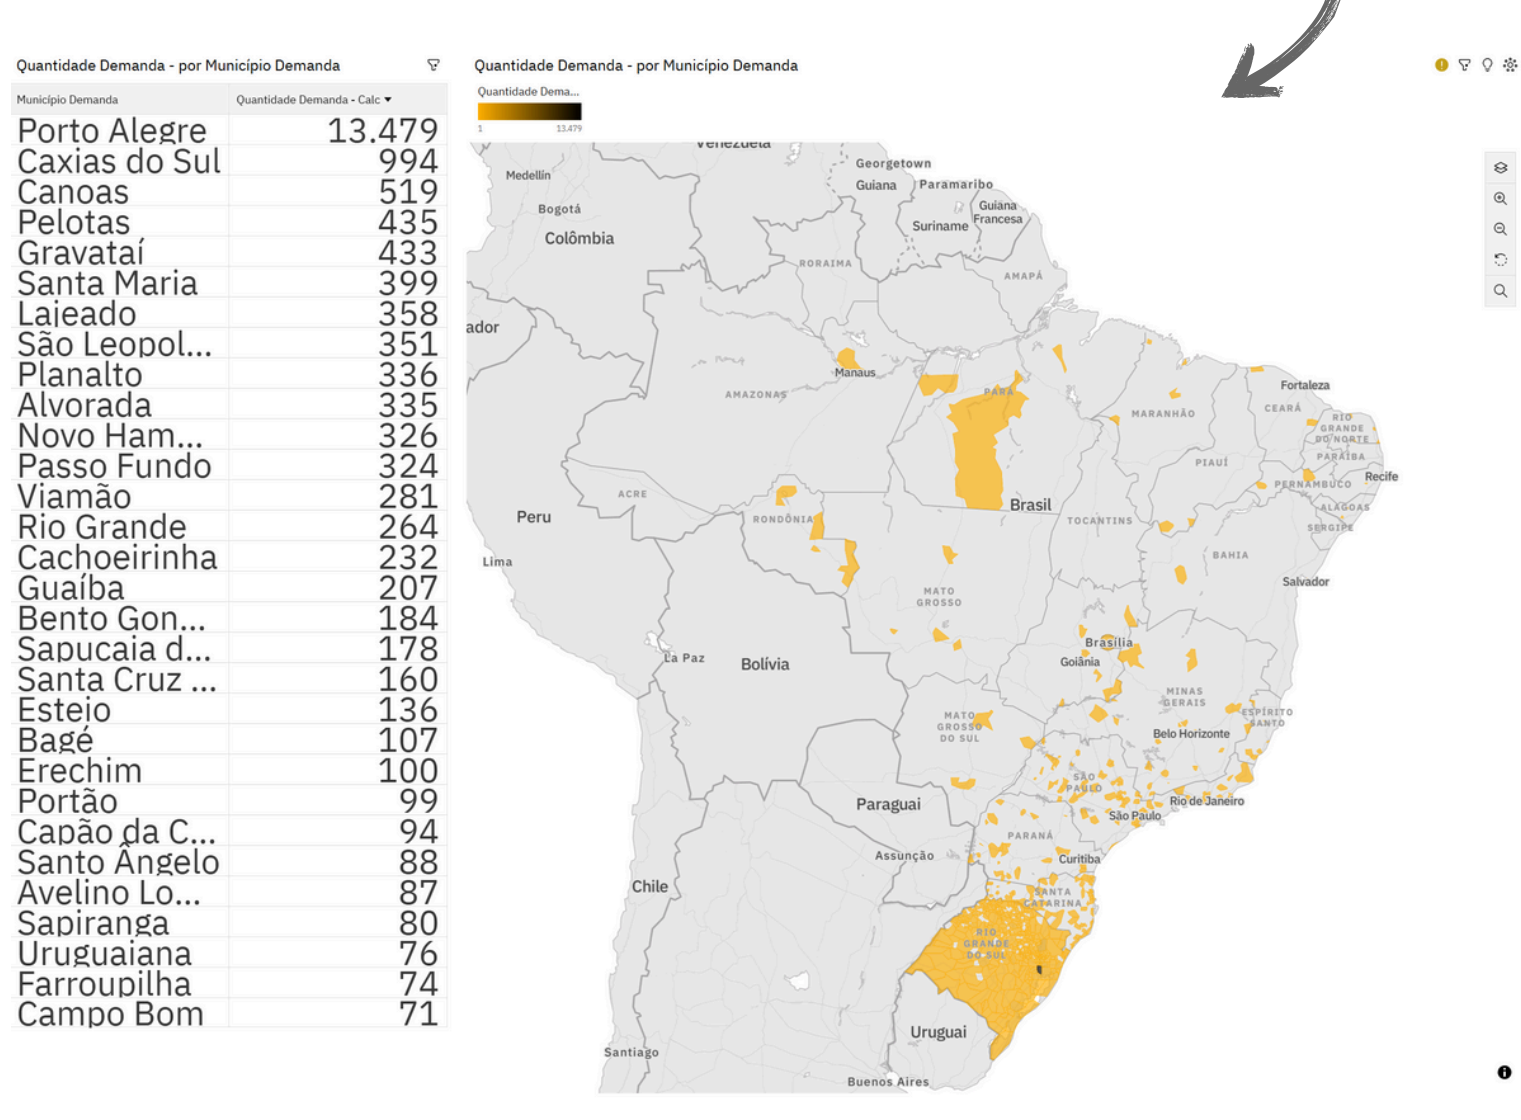 Quantidade Demanda - por Município Demanda
Município Demanda
Quantidade Demanda - Calc
Porto Alegre 13.479
Caxias do Sul 994
Canoas 519
Pelotas 435
Gravataí 433
Santa Maria 399
Lajeado 358
São Leopol... 351
Planalto 336
Alvorada 335
Novo Ham... 326
Passo Fundo 324
Viamão 281
Rio Grande 264
Cachoeirinha 232
Guaíba 207
Bento Gon... 184
Sapucaia d... 178
Santa Cruz ... 160
Esteio 136
Bagé 107
Erechim 100
Portão 99
Capão da C... 94
Santo Ângelo 88
Avelino Lo... 87
Sapiranga 80
Uruguaiana 76
Farroupilha 74
Campo Bom 71
Quantidade Demanda - por Município Demanda
Quantidade Dema...
1 13.479
Venezuela
Georgetown
Medellín
Guiana
Paramaribo
Guiana
Francesa
Bogotá
Suriname
Colômbia
RORAIMA
AMAPÁ
ador
Manaus
Fortaleza
AMAZONAS
PARÁ
MARANHÃO
CEARÁ
RIO
GRANDE
DO NORTE
PARAÍBA
PIAUÍ
Recife
PERNAMBUCO
ACRE
Brasil
ALAGOAS
Peru
RONDÔNIA
TOCANTINS
SERGIPE
Lima
BAHIA
Salvador
MATO
GROSSO
Brasília
La Paz
Bolívia
Goiânia
MINAS
GERAIS
MATO
GROSSO
DO SUL
ESPÍRITO
SANTO
Belo Horizonte
SÃO
PAULO
Paraguai
Rio de Janeiro
São Paulo
PARANÁ
Assunção
Curitiba
Chile
SANTA
CATARINA
RIO
GRANDE
DO SUL
Uruguai
Santiago
Buenos Aires